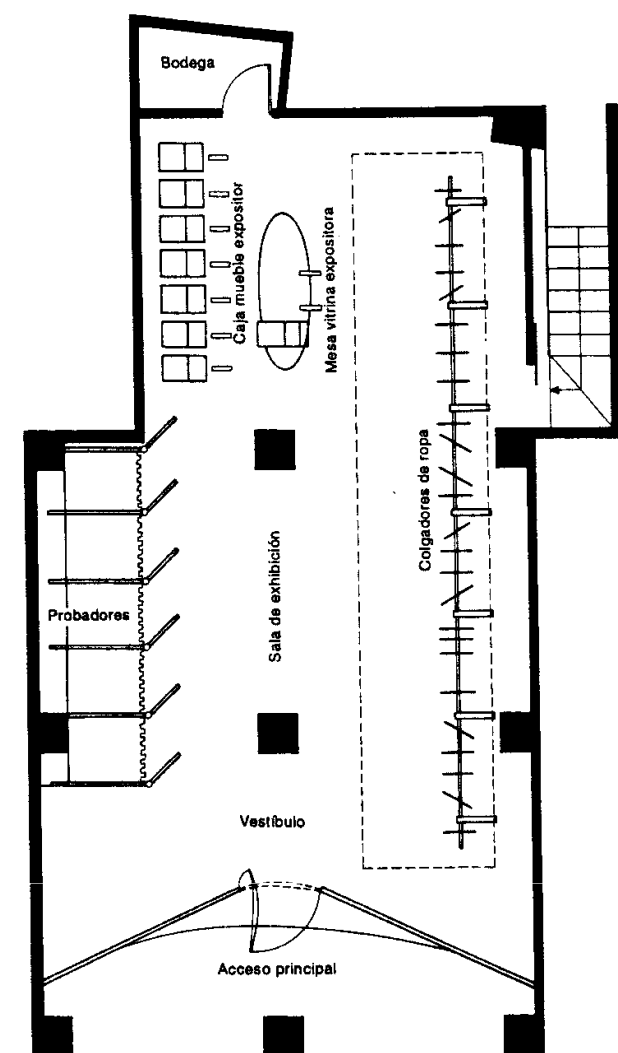 Bodega
Caja mueble expositor
Mesa vitrina expositora
Colgadores de ropa
Sala de exhibición
Probadores
Vestíbulo
Acceso principal